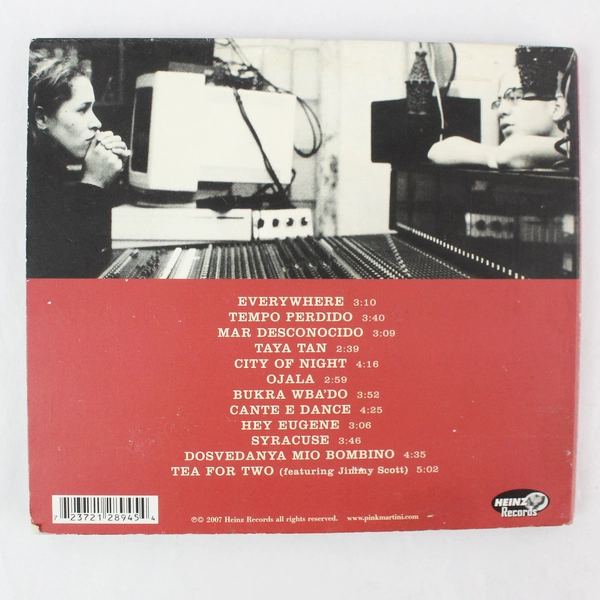 EVERYWHERE 3:10
TEMPO PERDIDO 3:40
MAR DESCONOCIDO 3:09
TAYA TAN 2:39
CITY OF NIGHT 4:16
OJALA 2:59
BUKRA WBA'DO 3:52
CANTE E DANCE 4:25
HEY EUGENE 3:06
SYRACUSE 3:46
DOSVEDANYA MIO BOMBINO 4:35
TEA FOR TWO (featuring Jimmy Scott) 5:02
7 23721 28945 4
℗© 2007 Heinz Records all rights reserved. www.pinkmartini.com
HEINZ
Records